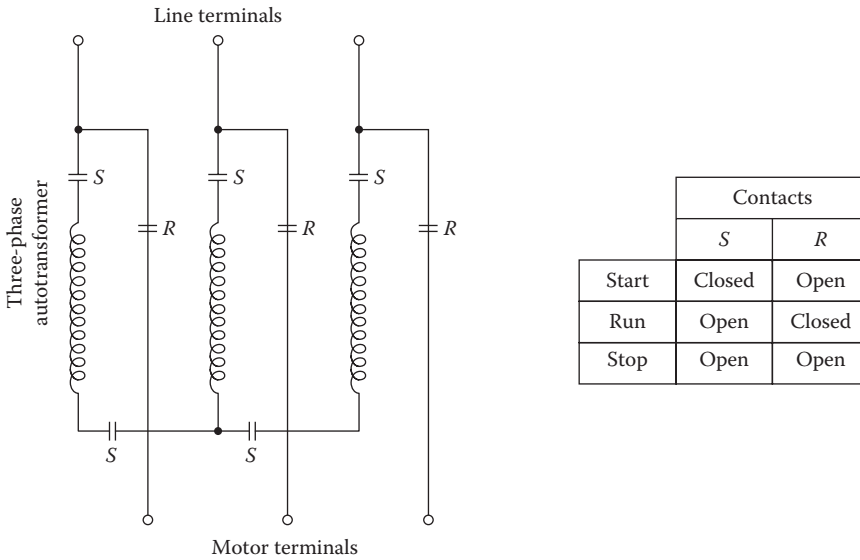 Line terminals
S
S
S
Three-phase
autotransformer
R
R
R
S
S
Motor terminals
Contacts
S R
Start Closed Open
Run Open Closed
Stop Open Open